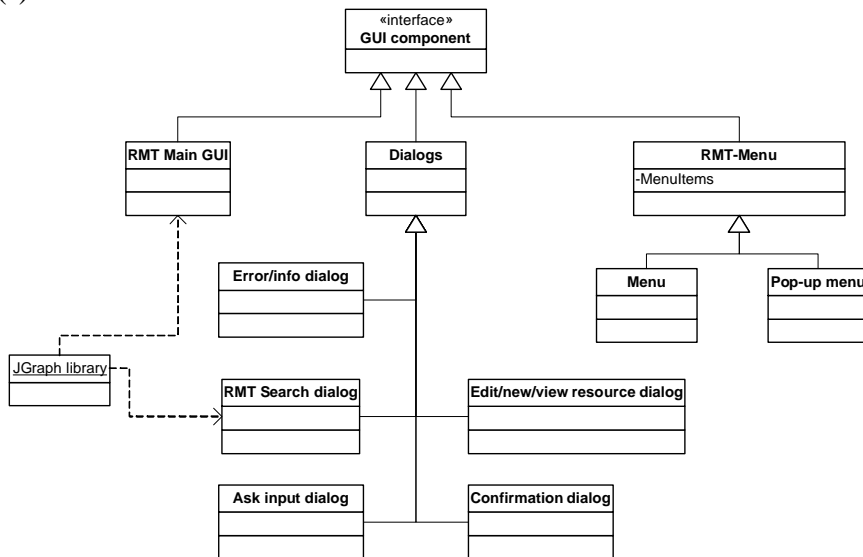 «interface»
GUI component
RMT Main GUI
Dialogs
RMT-Menu
-MenuItems
Error/info dialog
Menu
Pop-up menu
JGraph library
RMT Search dialog
Edit/new/view resource dialog
Ask input dialog
Confirmation dialog